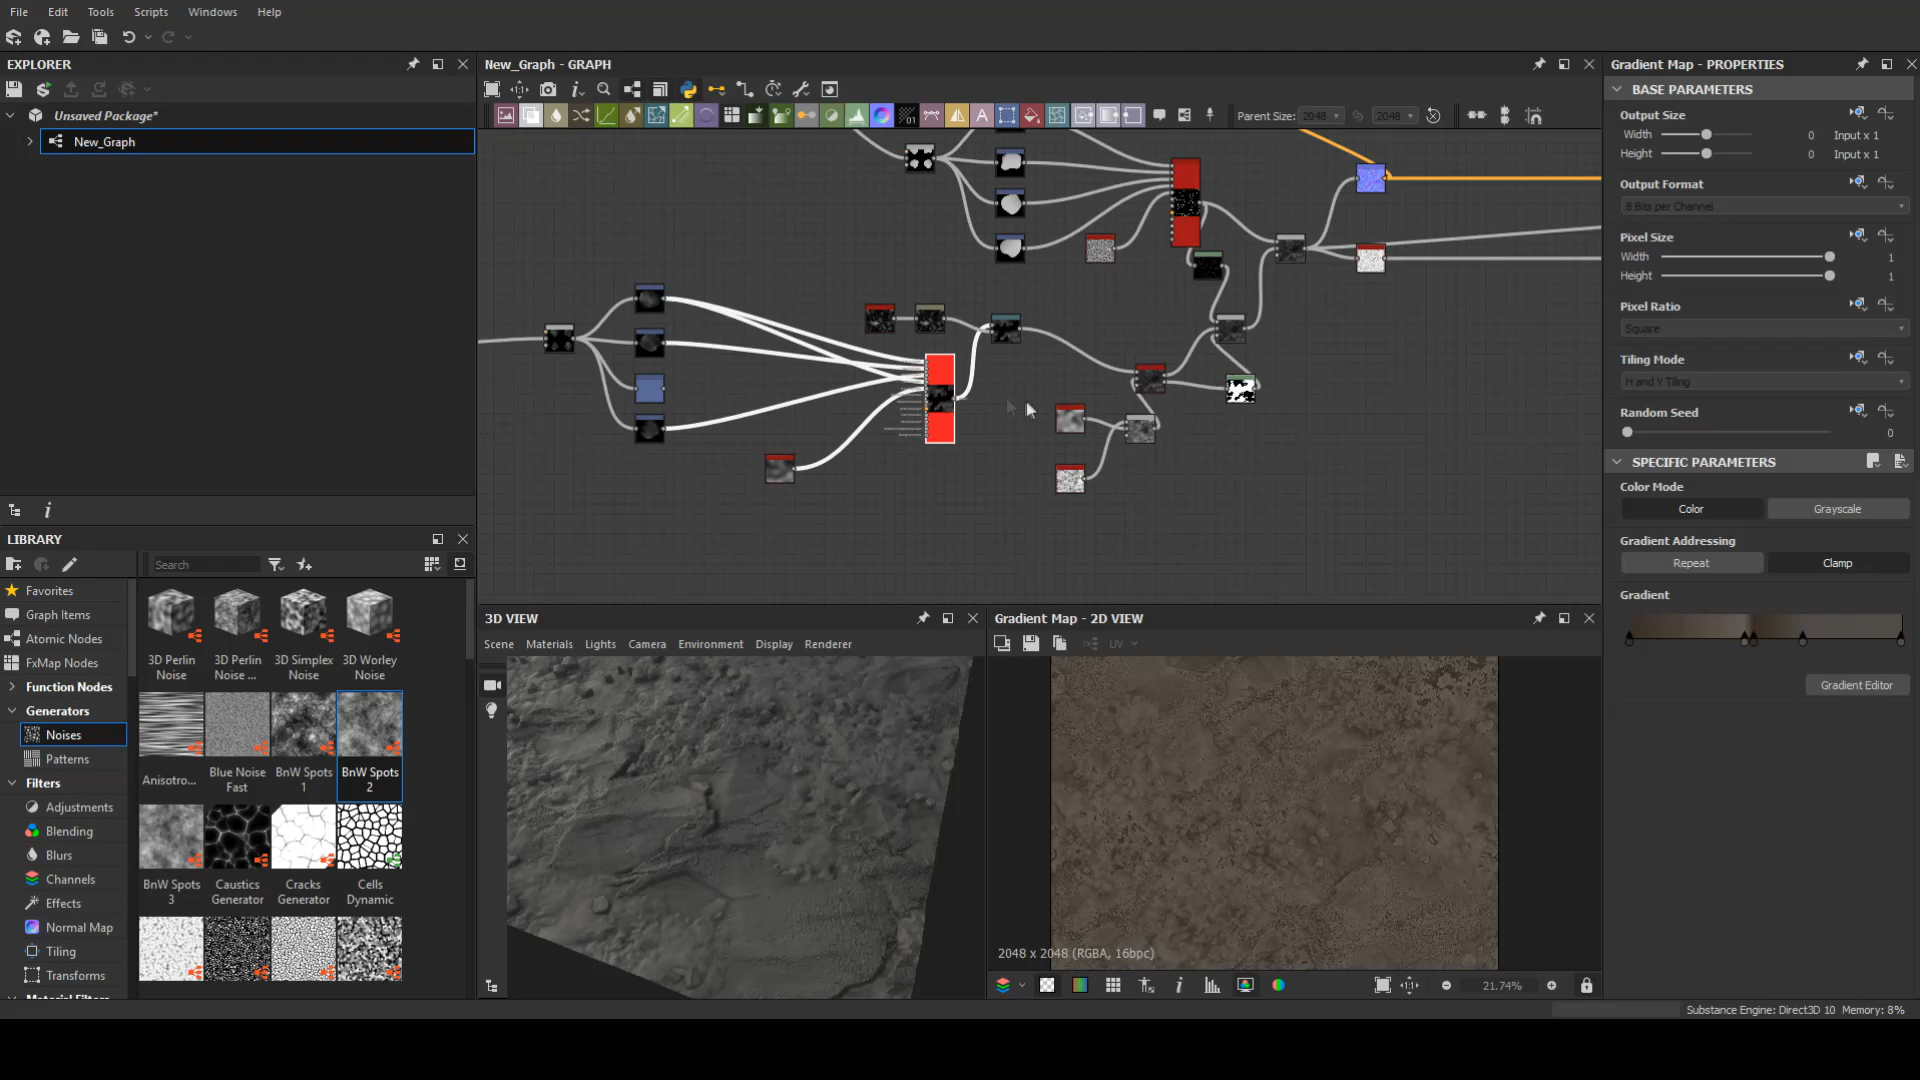 File Edit Tools Scripts Windows Help
EXPLORER
Unsaved Package*
New_Graph
LIBRARY
Search
Favorites
Graph Items
Atomic Nodes
FxMap Nodes
Function Nodes
Generators
Noises
Patterns
Filters
Adjustments
Blending
Blurs
Channels
Effects
Normal Map
Tiling
Transforms
Material Filters
3D Perlin Noise
3D Perlin Noise ...
3D Simplex Noise
3D Worley Noise
Anisotro...
Blue Noise Fast
BnW Spots 1
BnW Spots 2
BnW Spots 3
Caustics Generator
Cracks Generator
Cells Dynamic
New_Graph - GRAPH
Parent Size: 2048 2048
3D VIEW
Scene Materials Lights Camera Environment Display Renderer
Gradient Map - 2D VIEW
UV
2048 x 2048 (RGBA, 16bpc)
21.74%
Gradient Map - PROPERTIES
BASE PARAMETERS
Output Size
Width 0 Input x 1
Height 0 Input x 1
Output Format
8 Bits per Channel
Pixel Size
Width 1
Height 1
Pixel Ratio
Square
Tiling Mode
H and V Tiling
Random Seed
0
SPECIFIC PARAMETERS
Color Mode
Color Grayscale
Gradient Addressing
Repeat Clamp
Gradient
Gradient Editor
Substance Engine: Direct3D 10 Memory: 8%